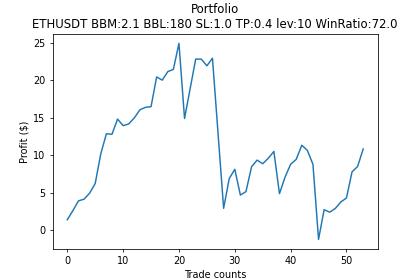 Portfolio
ETHUSDT BBM:2.1 BBL:180 SL:1.0 TP:0.4 lev:10 WinRatio:72.0
25
20
15
10
5
0
Profit ($)
0 10 20 30 40 50
Trade counts